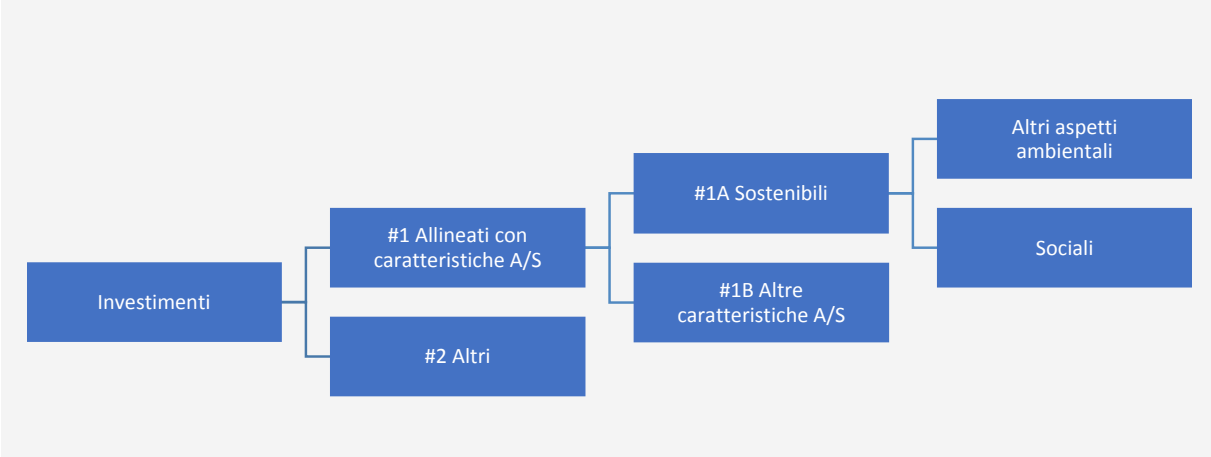 Investimenti
#1 Allineati con
caratteristiche A/S
#2 Altri
#1A Sostenibili
#1B Altre
caratteristiche A/S
Altri aspetti
ambientali
Sociali